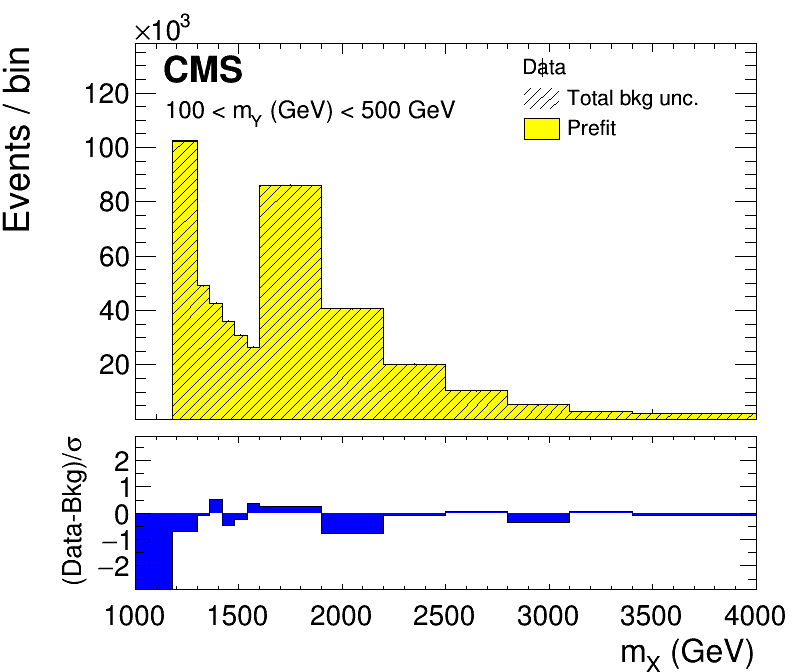 ×10³
Events / bin
CMS
100 < m_Y (GeV) < 500 GeV
Data
Total bkg unc.
Prefit
120
100
80
60
40
20
(Data-Bkg)/σ
2
1
0
−1
−2
1000 1500 2000 2500 3000 3500 4000
m_X (GeV)